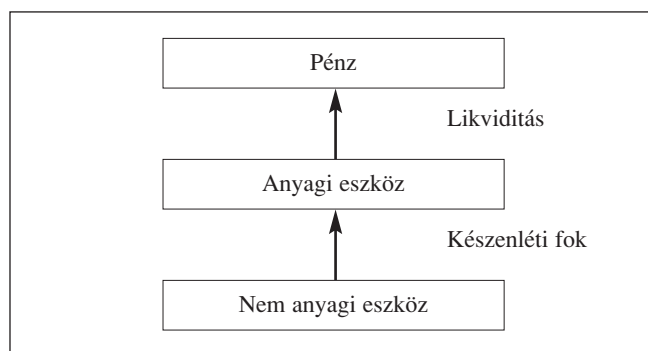 Pénz
Likviditás
Anyagi eszköz
Készenléti fok
Nem anyagi eszköz